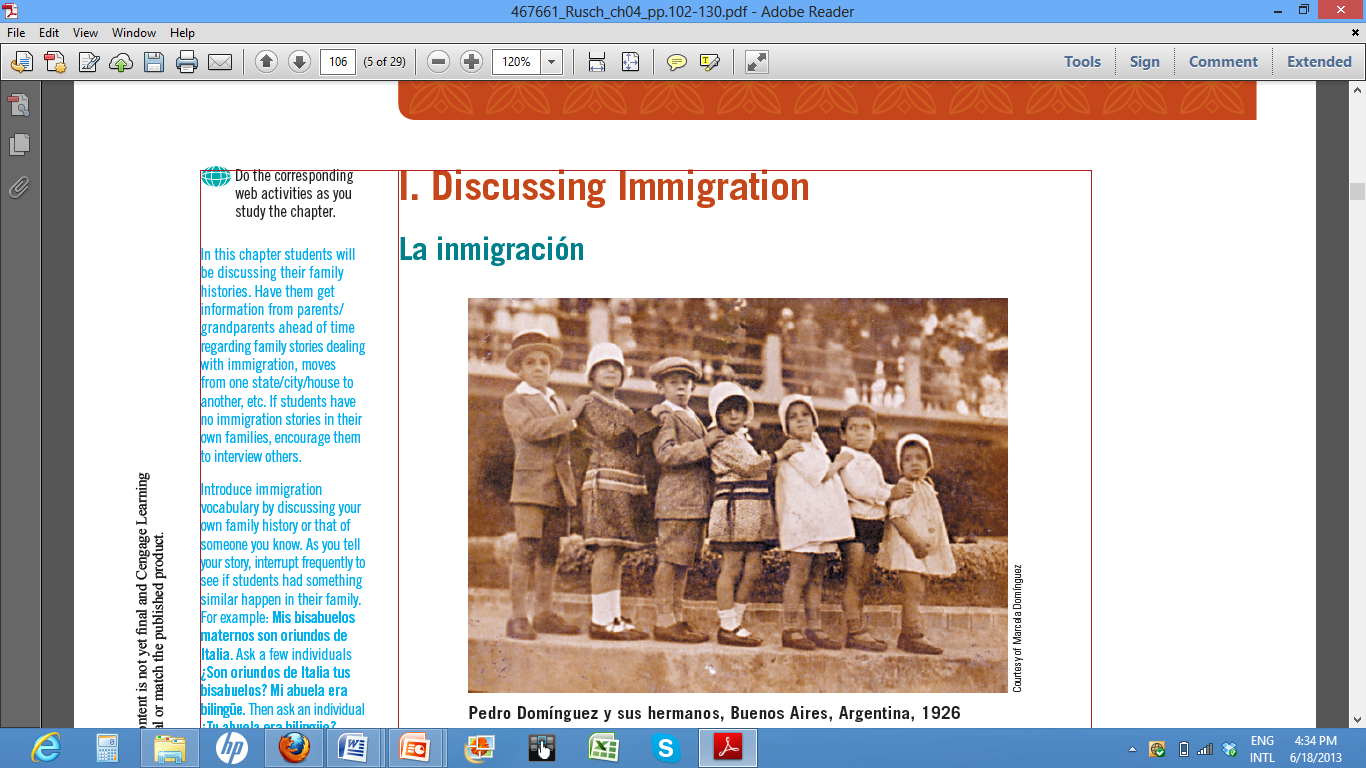 467661_Rusch_ch04_pp.102-130.pdf - Adobe Reader
File Edit View Window Help
106 (5 of 29) 120% Tools Sign Comment Extended
Do the corresponding
web activities as you
study the chapter.
I. Discussing Immigration
La inmigración
In this chapter students will
be discussing their family
histories. Have them get
information from parents/
grandparents ahead of time
regarding family stories dealing
with immigration, moves
from one state/city/house to
another, etc. If students have
no immigration stories in their
own families, encourage them
to interview others.
Introduce immigration
vocabulary by discussing your
own family history or that of
someone you know. As you tell
your story, interrupt frequently to
see if students had something
similar happen in their family.
For example: Mis bisabuelos
maternos son oriundos de
Italia. Ask a few individuals
¿Son oriundos de Italia tus
bisabuelos? Mi abuela era
bilingüe. Then ask an individual
¿Tu abuela era bilingüe?
ntent is not yet final and Cengage Learning
al or match the published product.
Courtesy of Marcela Domínguez
Pedro Domínguez y sus hermanos, Buenos Aires, Argentina, 1926
hp
ENG
INTL
4:34 PM
6/18/2013